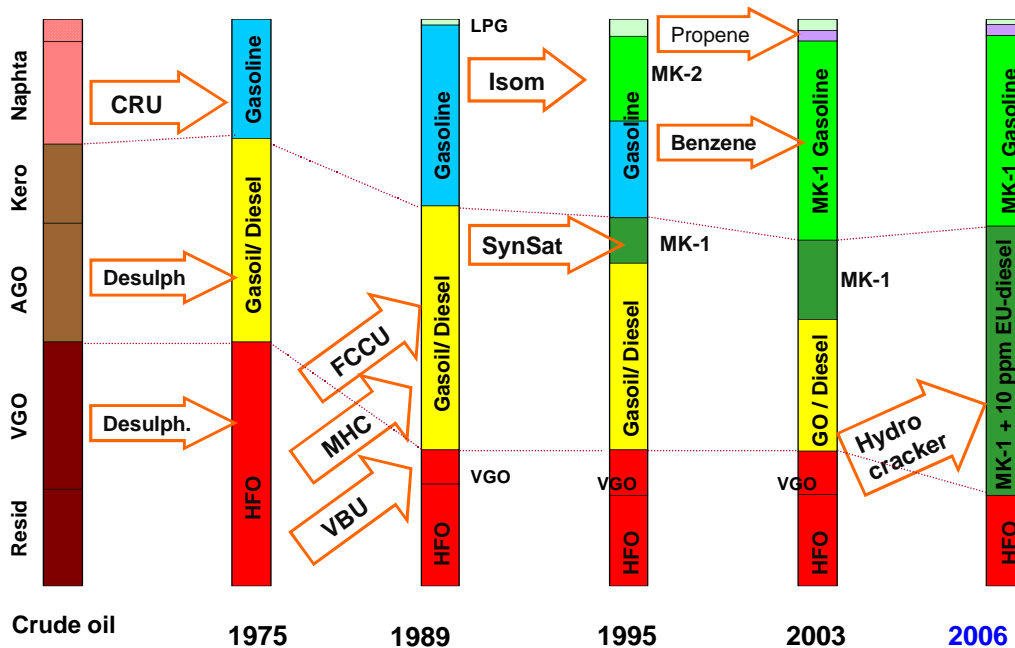 Naphta
Kero
AGO
VGO
Resid
CRU
Desulph
Desulph.
Gasoline
Gasoil/ Diesel
HFO
FCCU
MHC
VBU
LPG
Gasoline
Gasoil/ Diesel
VGO
HFO
Isom
SynSat
MK-2
Gasoline
MK-1
Gasoil/ Diesel
VGO
HFO
Propene
Benzene
MK-1 Gasoline
MK-1
GO / Diesel
VGO
HFO
Hydro
cracker
MK-1 Gasoline
MK-1 + 10 ppm EU-diesel
HFO
Crude oil
1975
1989
1995
2003
2006